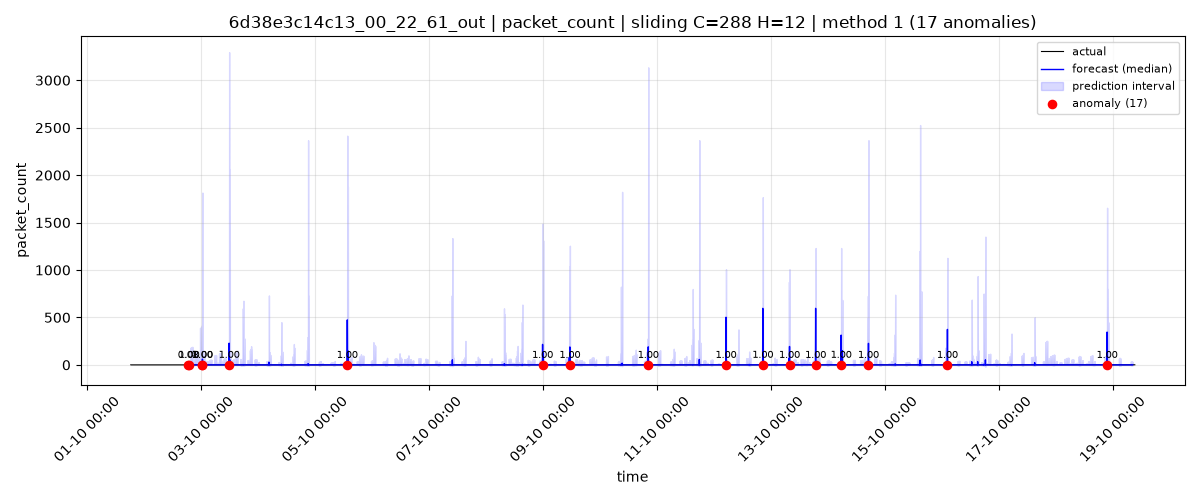 6d38e3c14c13_00_22_61_out | packet_count | sliding C=288 H=12 | method 1 (17 anomalies)
actual
forecast (median)
prediction interval
anomaly (17)
packet_count
3000
2500
2000
1500
1000
500
0
1.00 1.00 1.00 1.00 1.00 1.00 1.00 1.00 1.00 1.00 1.00 1.00 1.00 1.00
01-10 00:00
03-10 00:00
05-10 00:00
07-10 00:00
09-10 00:00
11-10 00:00
13-10 00:00
15-10 00:00
17-10 00:00
19-10 00:00
time